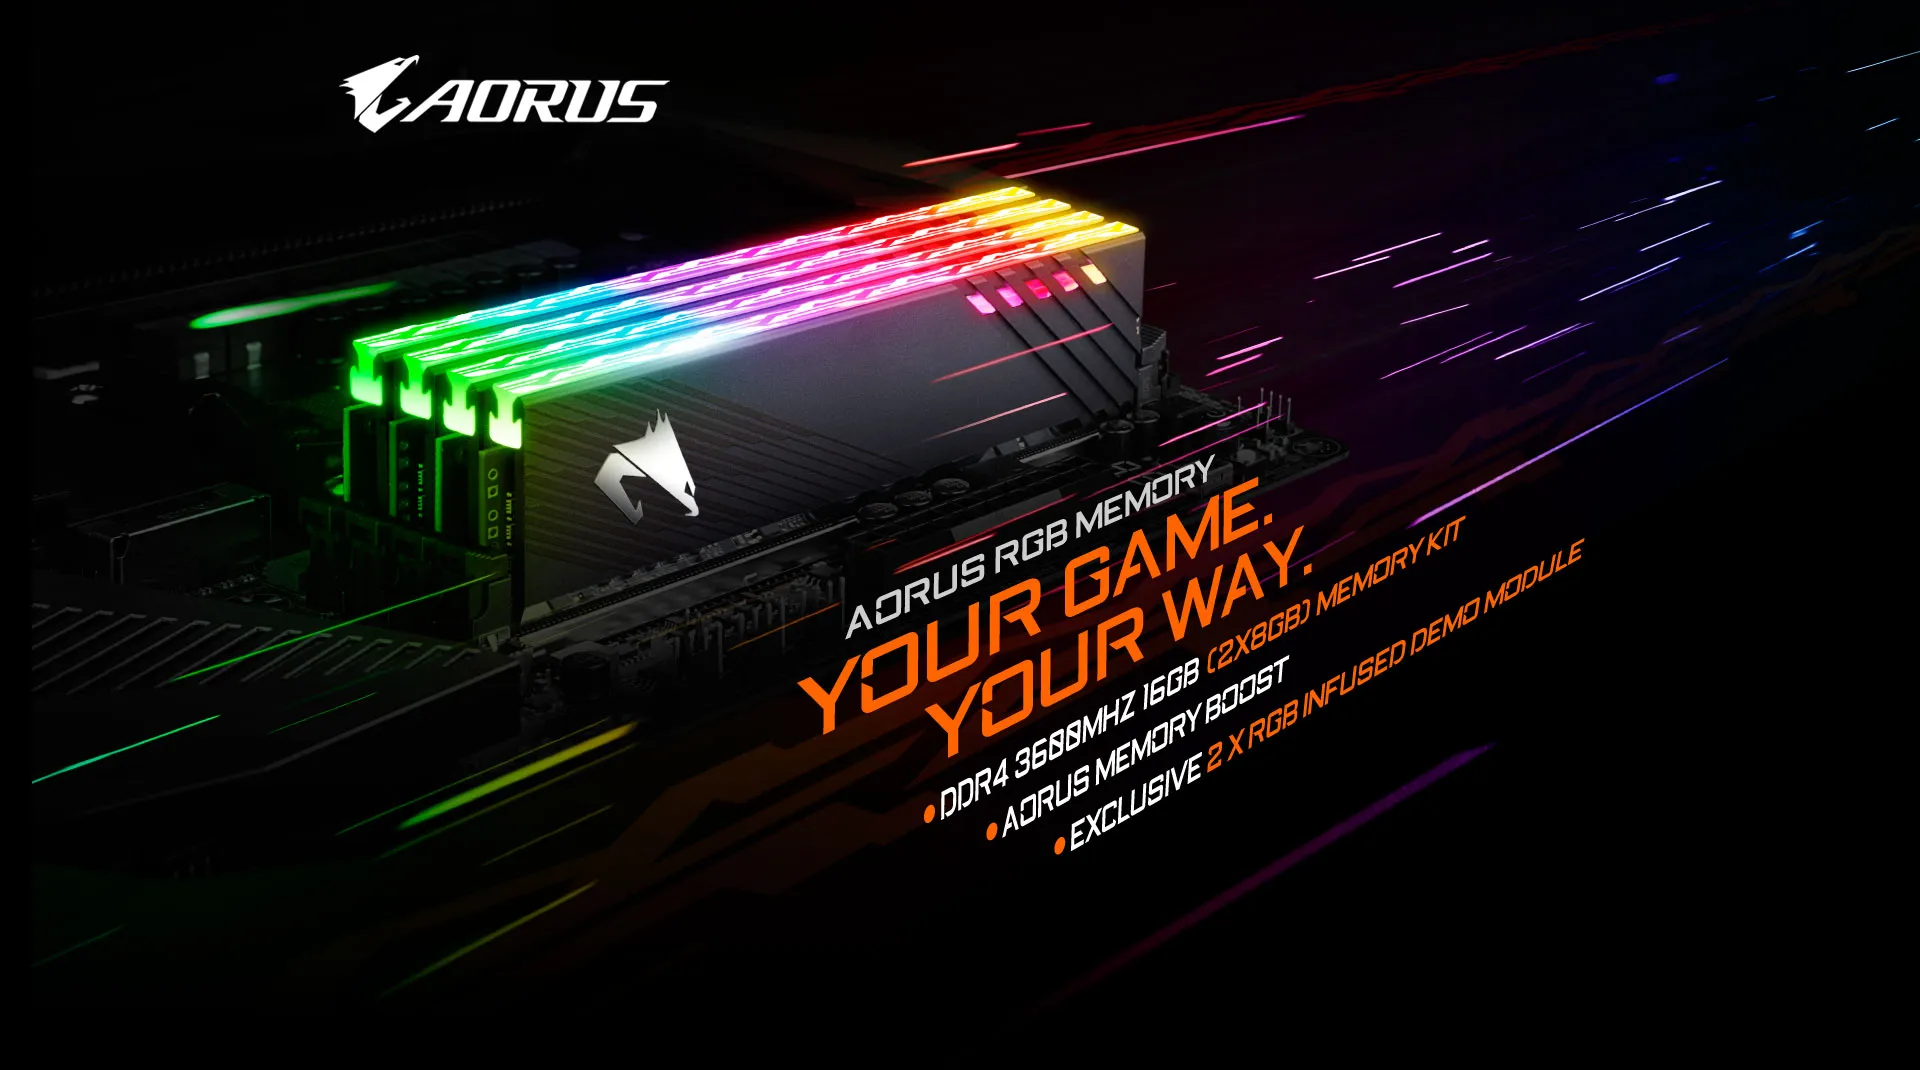 AORUS
AORUS RGB MEMORY
YOUR GAME.
YOUR WAY.
• DDR4 3600MHZ 16GB (2X8GB) MEMORY KIT
• AORUS MEMORY BOOST
• EXCLUSIVE 2 X RGB INFUSED DEMO MODULE